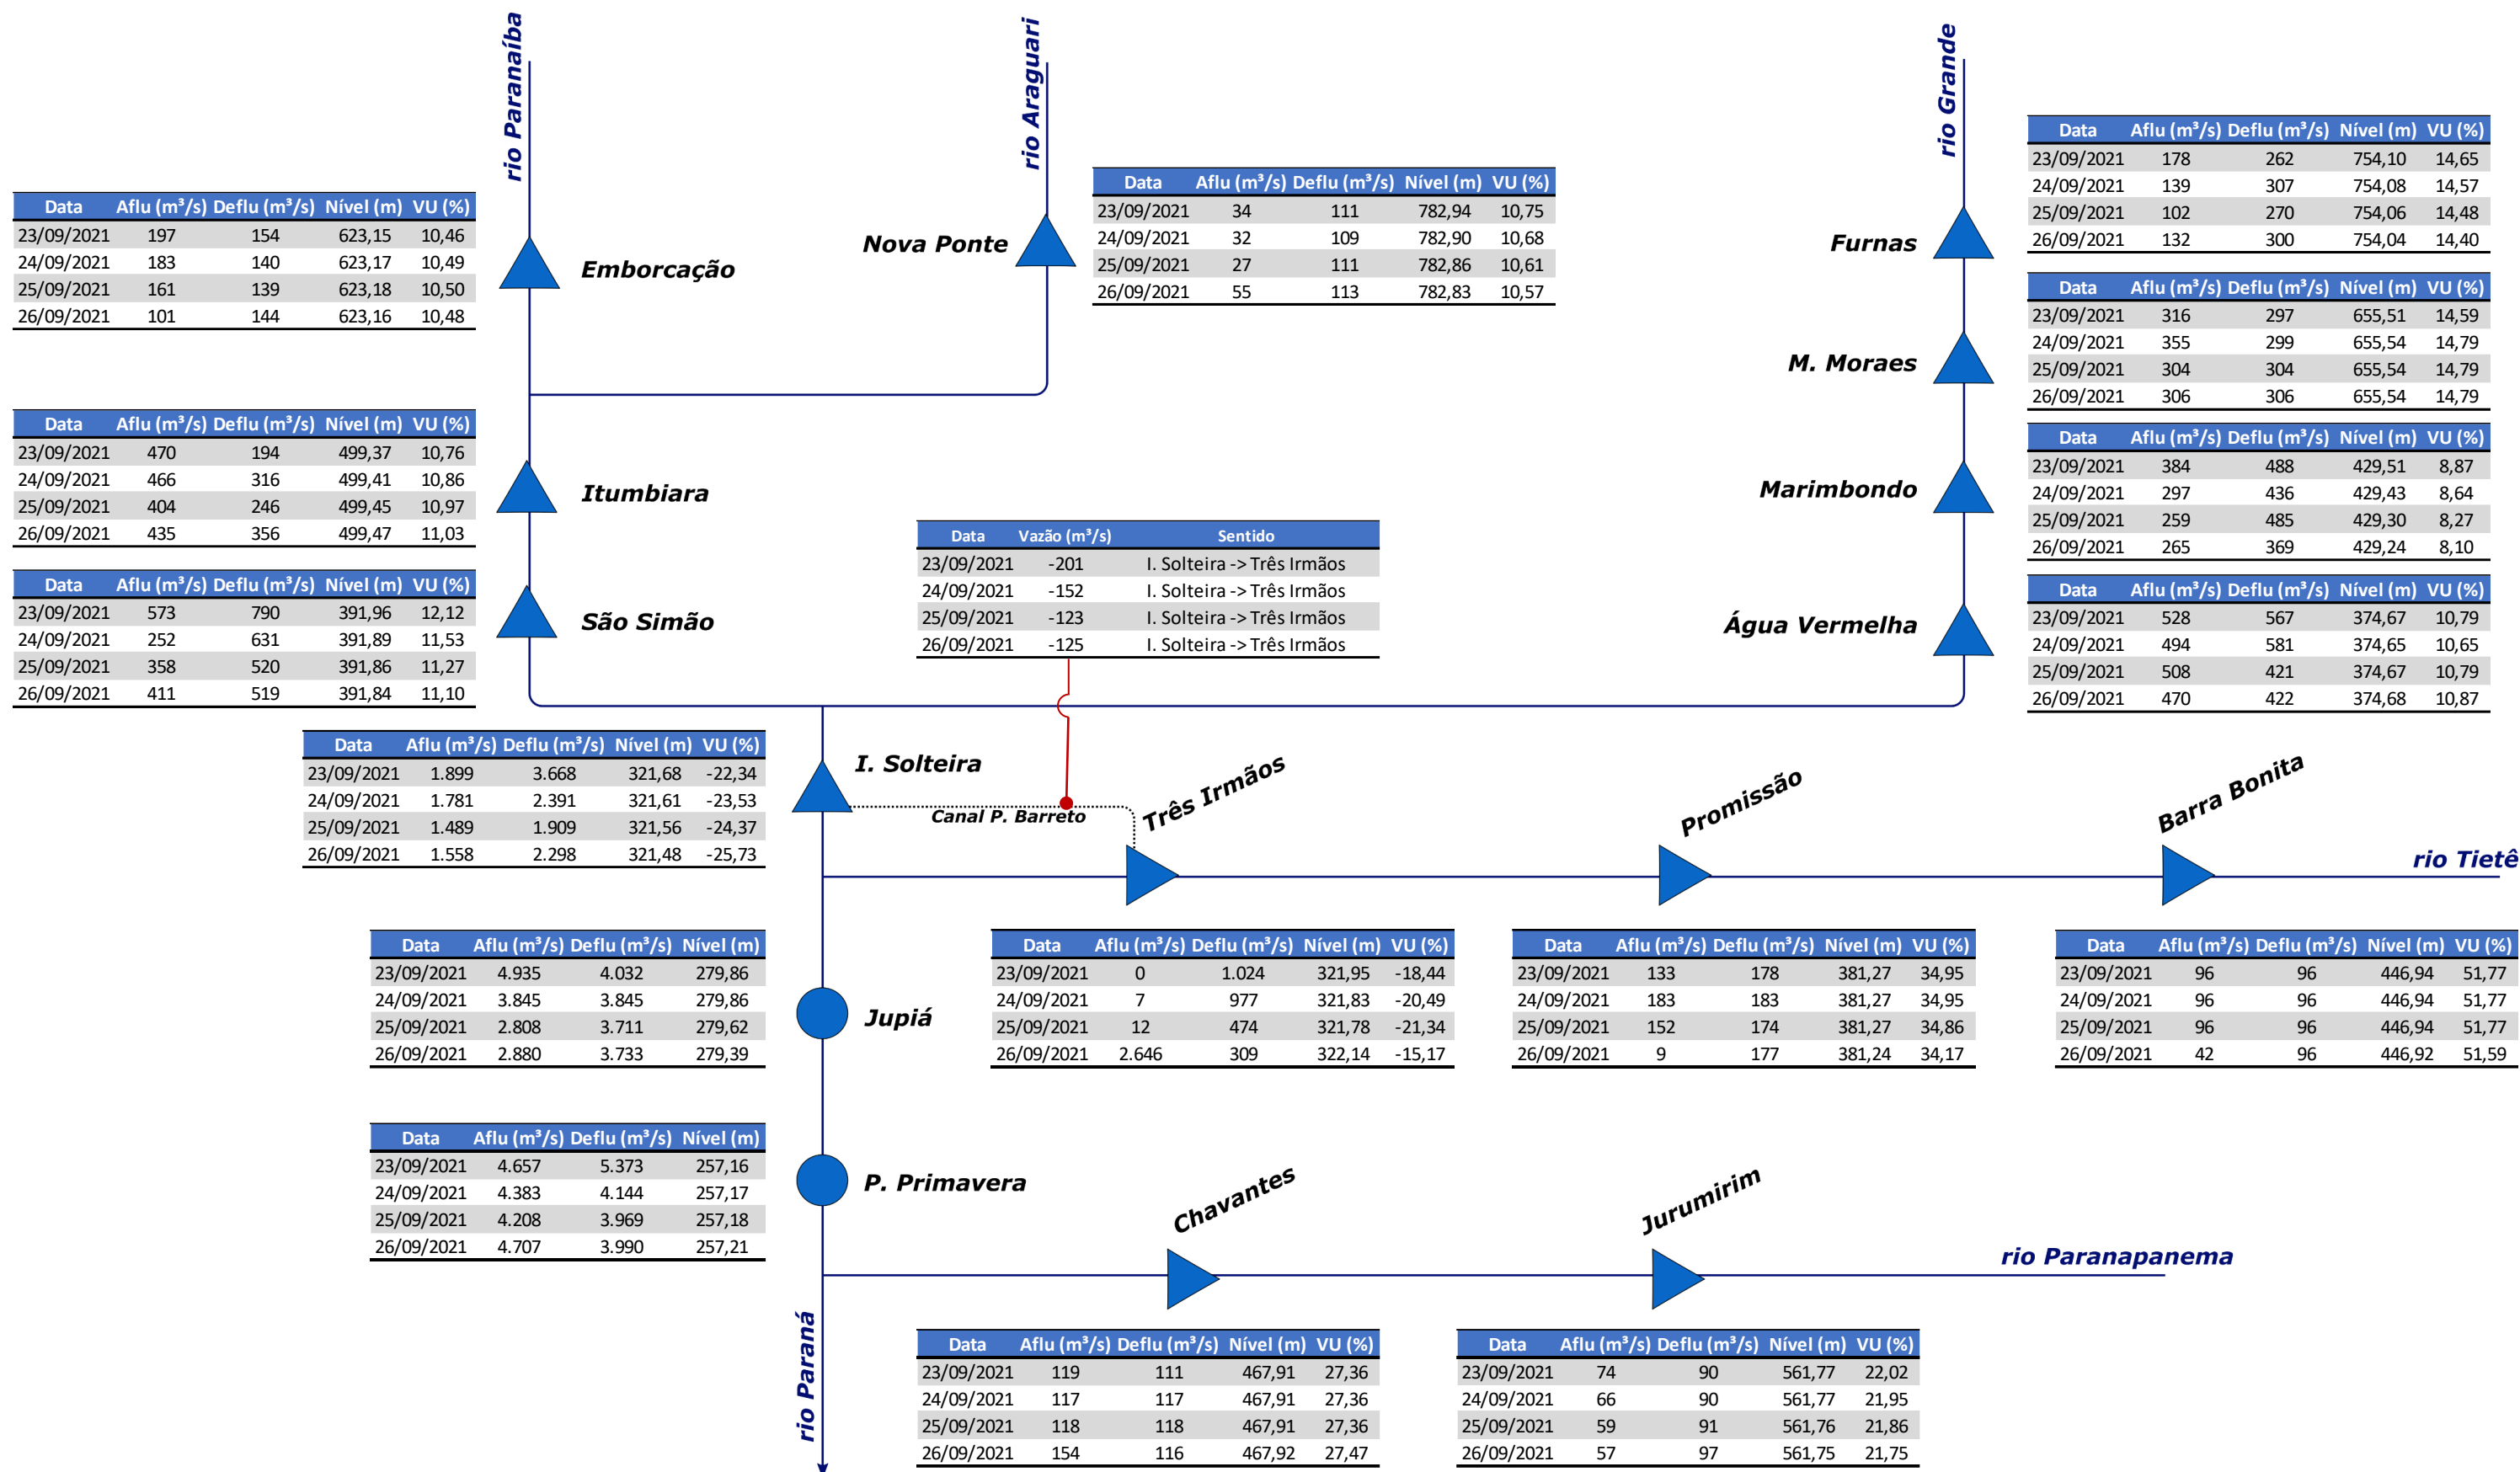 rio Paranaíba
rio Araguari
rio Grande
Data Aflu (m³/s) Deflu (m³/s) Nível (m) VU (%)
23/09/2021 197 154 623,15 10,46
24/09/2021 183 140 623,17 10,49
25/09/2021 161 139 623,18 10,50
26/09/2021 101 144 623,16 10,48
Emborcação
Nova Ponte
Data Aflu (m³/s) Deflu (m³/s) Nível (m) VU (%)
23/09/2021 34 111 782,94 10,75
24/09/2021 32 109 782,90 10,68
25/09/2021 27 111 782,86 10,61
26/09/2021 55 113 782,83 10,57
Furnas
Data Aflu (m³/s) Deflu (m³/s) Nível (m) VU (%)
23/09/2021 178 262 754,10 14,65
24/09/2021 139 307 754,08 14,57
25/09/2021 102 270 754,06 14,48
26/09/2021 132 300 754,04 14,40
M. Moraes
Data Aflu (m³/s) Deflu (m³/s) Nível (m) VU (%)
23/09/2021 316 297 655,51 14,59
24/09/2021 355 299 655,54 14,79
25/09/2021 304 304 655,54 14,79
26/09/2021 306 306 655,54 14,79
Data Aflu (m³/s) Deflu (m³/s) Nível (m) VU (%)
23/09/2021 470 194 499,37 10,76
24/09/2021 466 316 499,41 10,86
25/09/2021 404 246 499,45 10,97
26/09/2021 435 356 499,47 11,03
Itumbiara
Marimbondo
Data Aflu (m³/s) Deflu (m³/s) Nível (m) VU (%)
23/09/2021 384 488 429,51 8,87
24/09/2021 297 436 429,43 8,64
25/09/2021 259 485 429,30 8,27
26/09/2021 265 369 429,24 8,10
Data Vazão (m³/s) Sentido
23/09/2021 -201 I. Solteira -> Três Irmãos
24/09/2021 -152 I. Solteira -> Três Irmãos
25/09/2021 -123 I. Solteira -> Três Irmãos
26/09/2021 -125 I. Solteira -> Três Irmãos
Data Aflu (m³/s) Deflu (m³/s) Nível (m) VU (%)
23/09/2021 573 790 391,96 12,12
24/09/2021 252 631 391,89 11,53
25/09/2021 358 520 391,86 11,27
26/09/2021 411 519 391,84 11,10
São Simão
Água Vermelha
Data Aflu (m³/s) Deflu (m³/s) Nível (m) VU (%)
23/09/2021 528 567 374,67 10,79
24/09/2021 494 581 374,65 10,65
25/09/2021 508 421 374,67 10,79
26/09/2021 470 422 374,68 10,87
Data Aflu (m³/s) Deflu (m³/s) Nível (m) VU (%)
23/09/2021 1.899 3.668 321,68 -22,34
24/09/2021 1.781 2.391 321,61 -23,53
25/09/2021 1.489 1.909 321,56 -24,37
26/09/2021 1.558 2.298 321,48 -25,73
I. Solteira
Canal P. Barreto
Três Irmãos
Promissão
Barra Bonita
rio Tietê
Data Aflu (m³/s) Deflu (m³/s) Nível (m)
23/09/2021 4.935 4.032 279,86
24/09/2021 3.845 3.845 279,86
25/09/2021 2.808 3.711 279,62
26/09/2021 2.880 3.733 279,39
Jupiá
Data Aflu (m³/s) Deflu (m³/s) Nível (m) VU (%)
23/09/2021 0 1.024 321,95 -18,44
24/09/2021 7 977 321,83 -20,49
25/09/2021 12 474 321,78 -21,34
26/09/2021 2.646 309 322,14 -15,17
Data Aflu (m³/s) Deflu (m³/s) Nível (m) VU (%)
23/09/2021 133 178 381,27 34,95
24/09/2021 183 183 381,27 34,95
25/09/2021 152 174 381,27 34,86
26/09/2021 9 177 381,24 34,17
Data Aflu (m³/s) Deflu (m³/s) Nível (m) VU (%)
23/09/2021 96 96 446,94 51,77
24/09/2021 96 96 446,94 51,77
25/09/2021 96 96 446,94 51,77
26/09/2021 42 96 446,92 51,59
Data Aflu (m³/s) Deflu (m³/s) Nível (m)
23/09/2021 4.657 5.373 257,16
24/09/2021 4.383 4.144 257,17
25/09/2021 4.208 3.969 257,18
26/09/2021 4.707 3.990 257,21
P. Primavera
Chavantes
Jurumirim
rio Paranapanema
rio Paraná
Data Aflu (m³/s) Deflu (m³/s) Nível (m) VU (%)
23/09/2021 119 111 467,91 27,36
24/09/2021 117 117 467,91 27,36
25/09/2021 118 118 467,91 27,36
26/09/2021 154 116 467,92 27,47
Data Aflu (m³/s) Deflu (m³/s) Nível (m) VU (%)
23/09/2021 74 90 561,77 22,02
24/09/2021 66 90 561,77 21,95
25/09/2021 59 91 561,76 21,86
26/09/2021 57 97 561,75 21,75